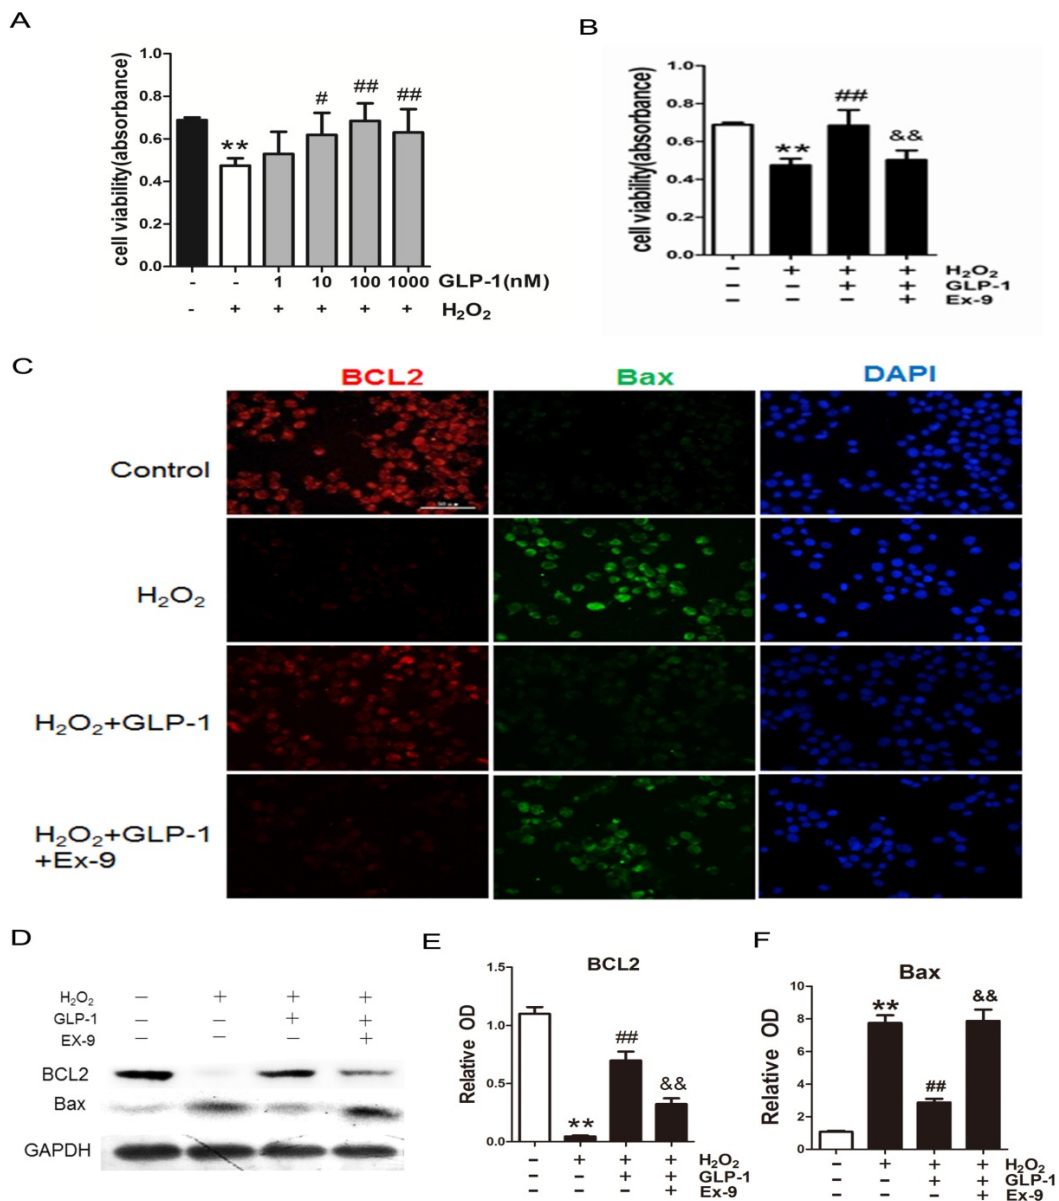 A
cell viability(absorbance)
1.0
0.8
0.6
0.4
0.2
0.0
**
#
##
##
- - 1 10 100 1000 GLP-1(nM)
- + + + + + H₂O₂
B
cell viability(absorbance)
1.0
0.8
0.6
0.4
0.2
0.0
**
##
&&
− + + + H₂O₂
− − + + GLP-1
− − − + Ex-9
C
BCL2 Bax DAPI
Control
H₂O₂
H₂O₂+GLP-1
H₂O₂+GLP-1
+Ex-9
D
H₂O₂ − + + +
GLP-1 − − + +
EX-9 − − − +
BCL2
Bax
GAPDH
E
BCL2
Relative OD
1.5
1.0
0.5
0.0
**
##
&&
− + + + H₂O₂
− − + + GLP-1
− − − + Ex-9
F
Bax
Relative OD
10
8
6
4
2
0
**
##
&&
− + + + H₂O₂
− − + + GLP-1
− − − + Ex-9